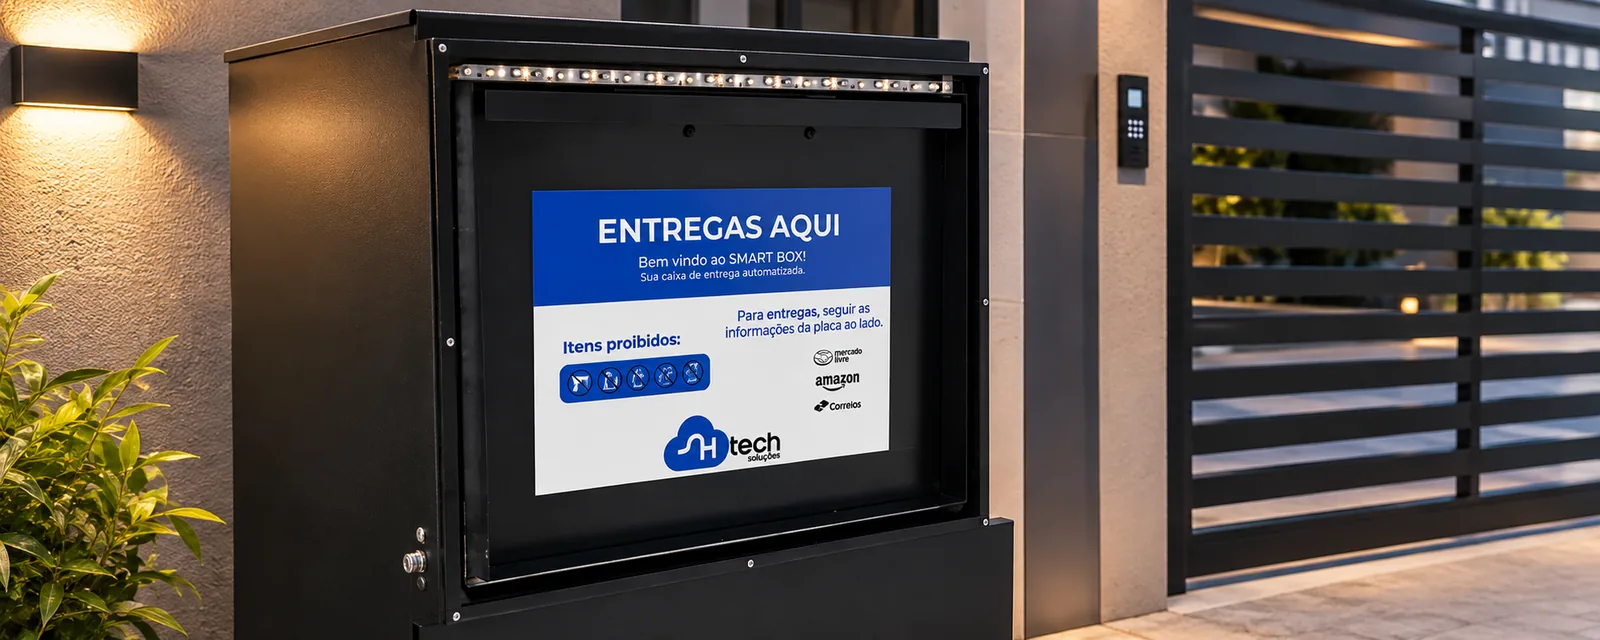 ENTREGAS AQUI
Bem vindo ao SMART BOX!
Sua caixa de entrega automatizada.
Para entregas, seguir as
informações da placa ao lado.
Itens proibidos:
mercado
livre
amazon
Correios
H tech
soluções